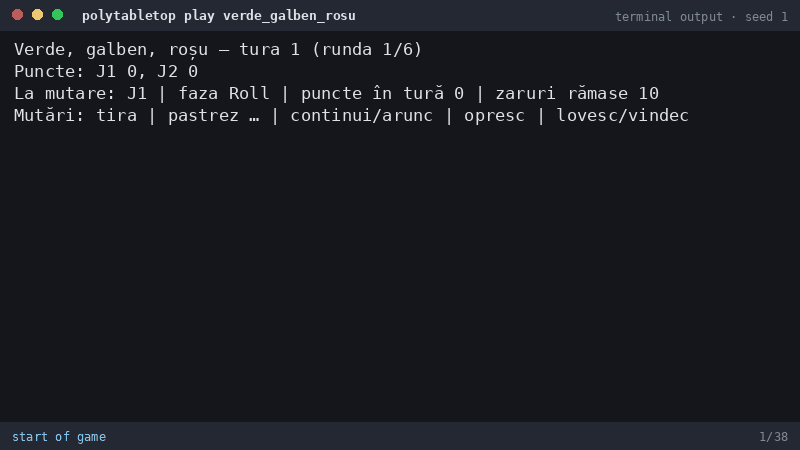 polytabletop play verde_galben_rosu
terminal output · seed 1
Verde, galben, roșu — tura 1 (runda 1/6)
Puncte: J1 0, J2 0
La mutare: J1 | faza Roll | puncte în tură 0 | zaruri rămase 10
Mutări: tira | pastrez … | continui/arunc | opresc | lovesc/vindec
start of game
1/38